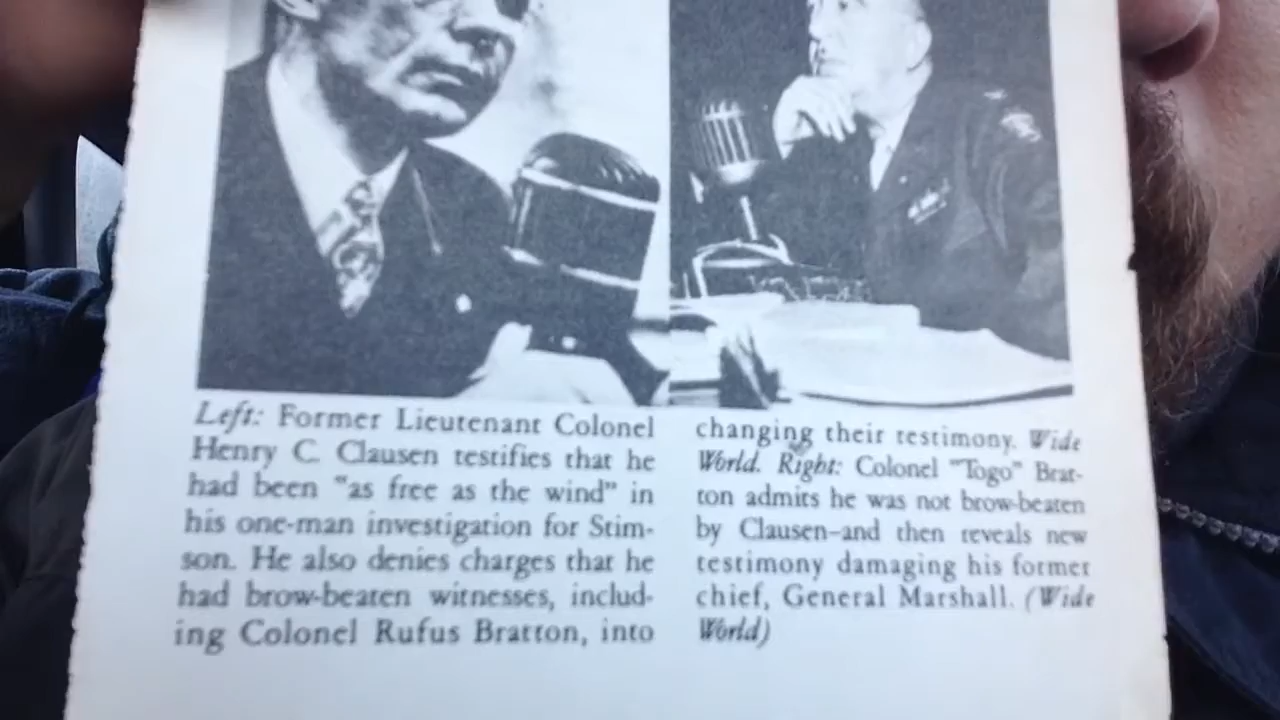 Left: Former Lieutenant Colonel
Henry C. Clausen testifies that he
had been "as free as the wind" in
his one-man investigation for Stim-
son. He also denies charges that he
had brow-beaten witnesses, includ-
ing Colonel Rufus Bratton, into
changing their testimony. Wide
World. Right: Colonel "Togo" Brat-
ton admits he was not brow-beaten
by Clausen–and then reveals new
testimony damaging his former
chief, General Marshall. (Wide
World)